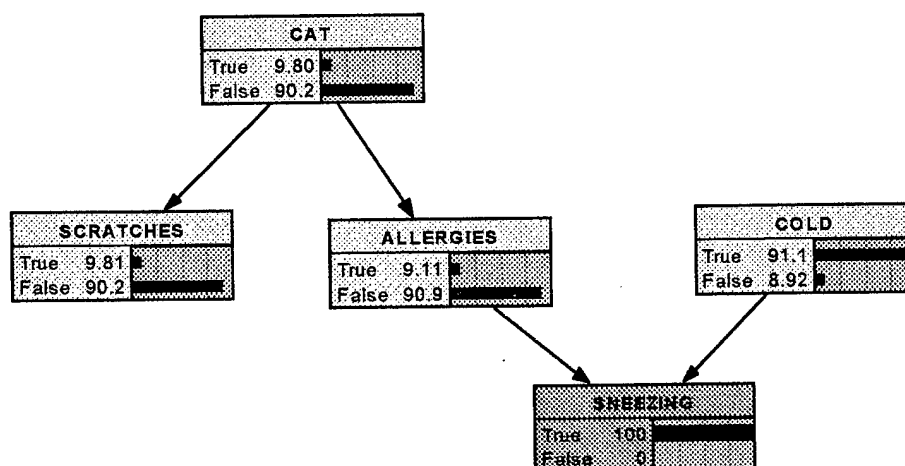 CAT
True 9.80
False 90.2
SCRATCHES
True 9.81
False 90.2
ALLERGIES
True 9.11
False 90.9
COLD
True 91.1
False 8.92
SNEEZING
True 100
False 0